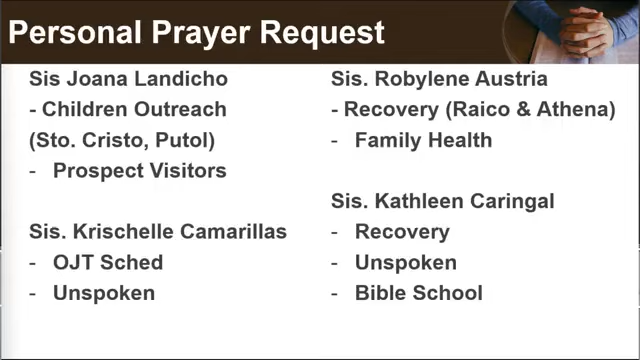 Personal Prayer Request
Sis Joana Landicho
- Children Outreach
(Sto. Cristo, Putol)
- Prospect Visitors
Sis. Krischelle Camarillas
- OJT Sched
- Unspoken
Sis. Robylene Austria
- Recovery (Raico & Athena)
- Family Health
Sis. Kathleen Caringal
- Recovery
- Unspoken
- Bible School